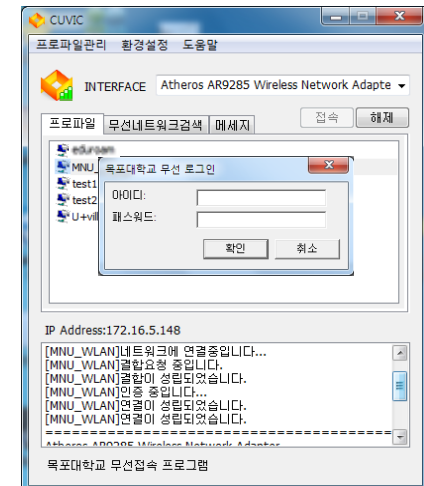 CUVIC
프로파일관리 환경설정 도움말
INTERFACE Atheros AR9285 Wireless Network Adapte
프로파일 무선네트워크검색 메세지 접속 해제
eduroam
MNU_
목포대학교 무선 로그인
test1
아이디:
test2
패스워드:
U+vill
확인 취소
IP Address:172.16.5.148
[MNU_WLAN]네트워크에 연결중입니다...
[MNU_WLAN]결합요청 중입니다.
[MNU_WLAN]결합이 성립되었습니다.
[MNU_WLAN]인증 중입니다...
[MNU_WLAN]연결이 성립되었습니다.
[MNU_WLAN]연결이 성립되었습니다.
==========================================
Atheros AR9285 Wireless Network Adapter
목포대학교 무선접속 프로그램